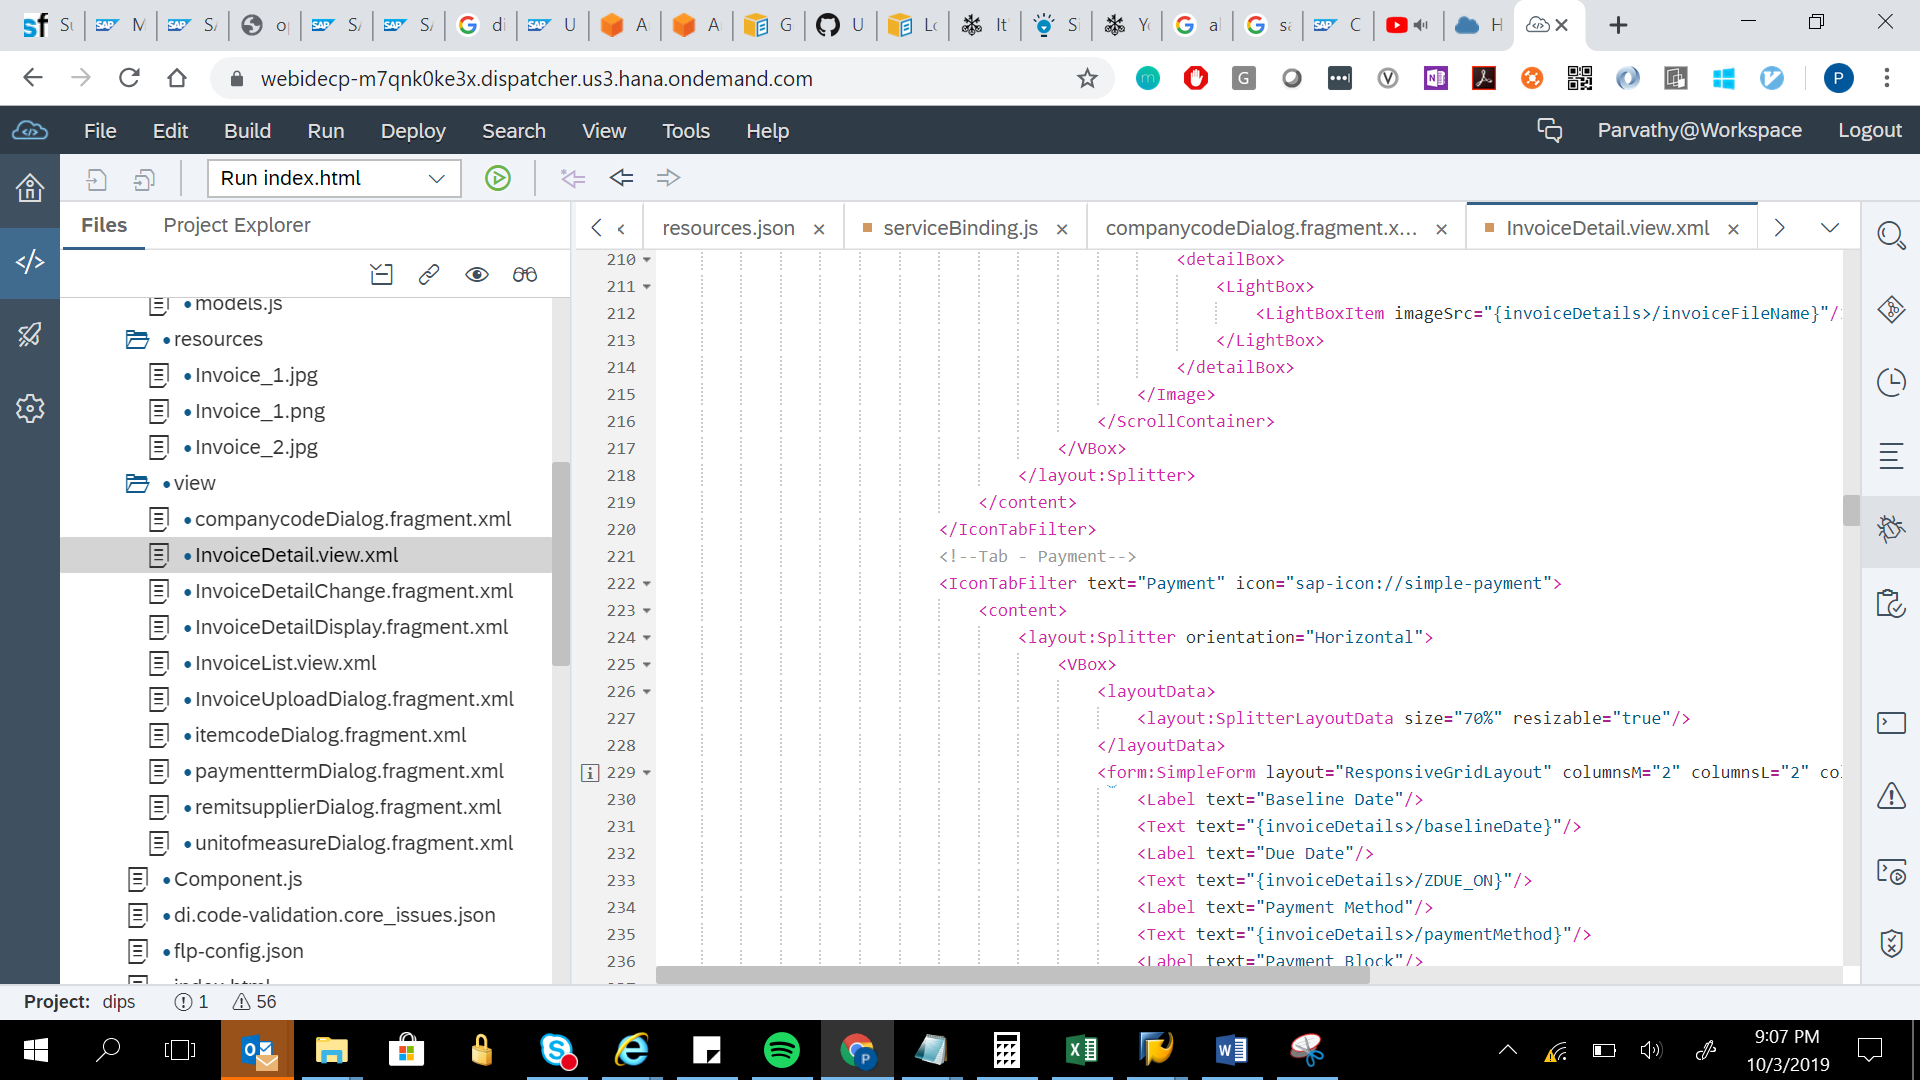 webidecp-m7qnk0ke3x.dispatcher.us3.hana.ondemand.com
File Edit Build Run Deploy Search View Tools Help
Parvathy@Workspace Logout
Run index.html
Files Project Explorer
models.js
resources
Invoice_1.jpg
Invoice_1.png
Invoice_2.jpg
view
companycodeDialog.fragment.xml
InvoiceDetail.view.xml
InvoiceDetailChange.fragment.xml
InvoiceDetailDisplay.fragment.xml
InvoiceList.view.xml
InvoiceUploadDialog.fragment.xml
itemcodeDialog.fragment.xml
paymenttermDialog.fragment.xml
remitsupplierDialog.fragment.xml
unitofmeasureDialog.fragment.xml
Component.js
di.code-validation.core_issues.json
flp-config.json
resources.json serviceBinding.js companycodeDialog.fragment.x... InvoiceDetail.view.xml
210 <detailBox>
211 <LightBox>
212 <LightBoxItem imageSrc="{invoiceDetails>/invoiceFileName}"/
213 </LightBox>
214 </detailBox>
215 </Image>
216 </ScrollContainer>
217 </VBox>
218 </layout:Splitter>
219 </content>
220 </IconTabFilter>
221 <!--Tab - Payment-->
222 <IconTabFilter text="Payment" icon="sap-icon://simple-payment">
223 <content>
224 <layout:Splitter orientation="Horizontal">
225 <VBox>
226 <layoutData>
227 <layout:SplitterLayoutData size="70%" resizable="true"/>
228 </layoutData>
229 <form:SimpleForm layout="ResponsiveGridLayout" columnsM="2" columnsL="2" co
230 <Label text="Baseline Date"/>
231 <Text text="{invoiceDetails>/baselineDate}"/>
232 <Label text="Due Date"/>
233 <Text text="{invoiceDetails>/ZDUE_ON}"/>
234 <Label text="Payment Method"/>
235 <Text text="{invoiceDetails>/paymentMethod}"/>
236 <Label text="Payment Block"/>
Project: dips 1 56
9:07 PM
10/3/2019